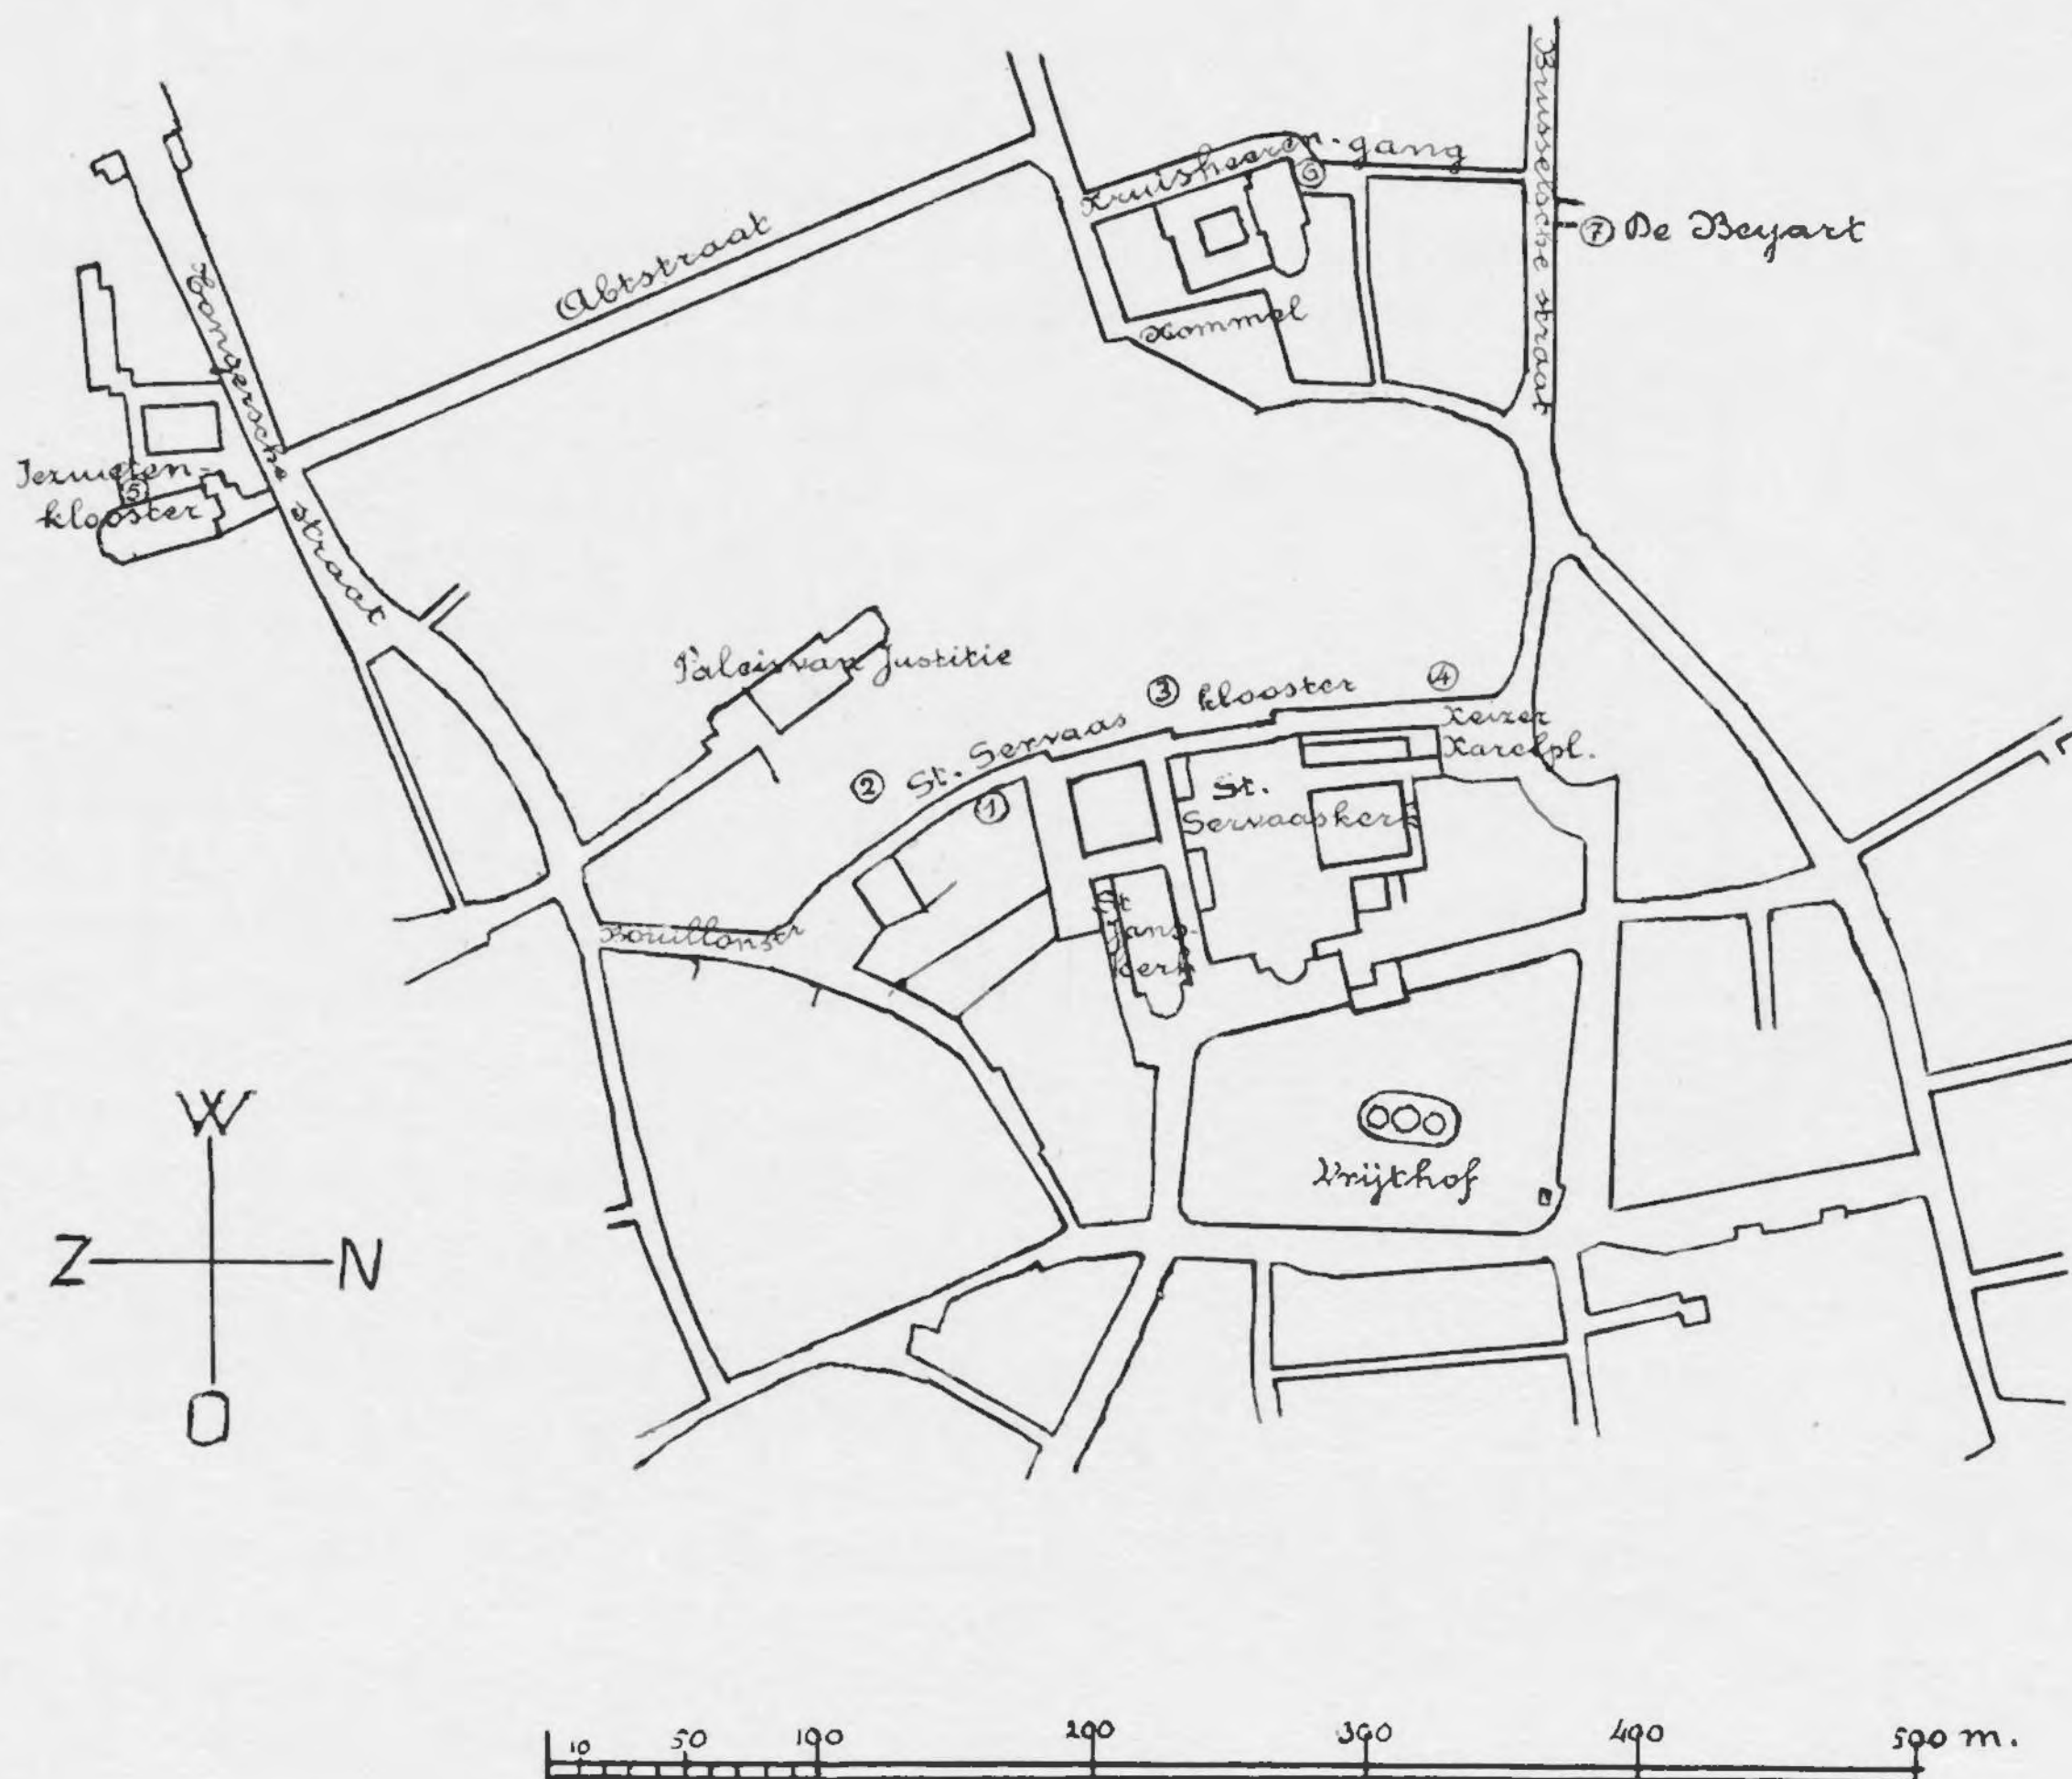 Brusselsche straat
Kruisheeren-gang
6
7 De Beyart
Abtstraat
Kommel
Tongersche straat
Jezuieten-
5
klooster
Paleis van Justitie
3
4
St. Servaas klooster
Keizer
Karelpl.
2
1
St.
Servaaskerk
St
Jans-
kerk
Bouillonstr
W
Z N
O
Vrijthof
10 50 100 200 300 400 500 m.